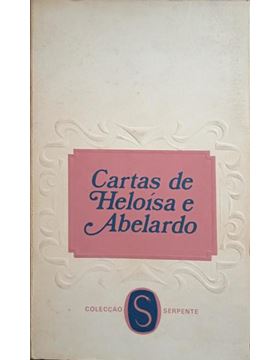 Cartas de
Heloísa e
Abelardo
COLECÇÃO S SERPENTE